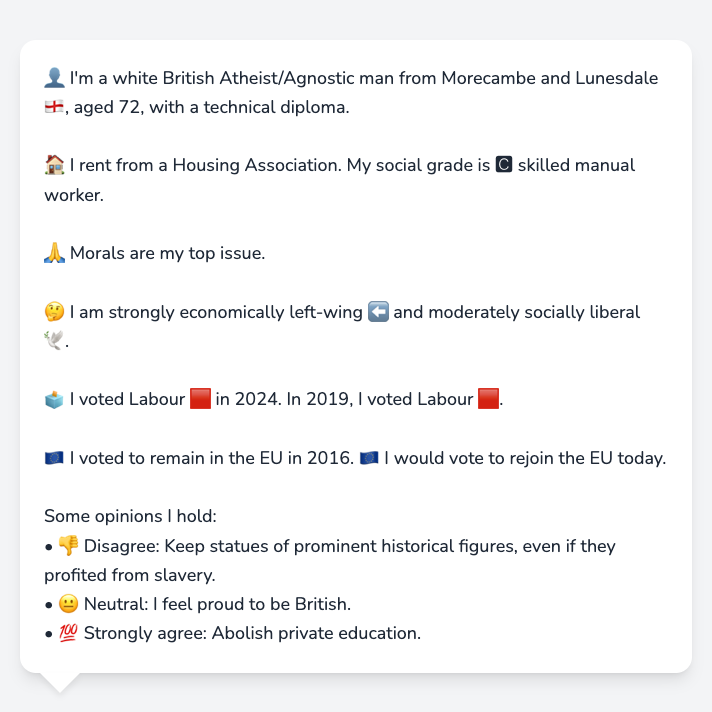 👤 I'm a white British Atheist/Agnostic man from Morecambe and Lunesdale
🏴󠁧󠁢󠁥󠁮󠁧󠁿, aged 72, with a technical diploma.
🏠 I rent from a Housing Association. My social grade is 🅲 skilled manual
worker.
🙏 Morals are my top issue.
🤔 I am strongly economically left-wing ⬅️ and moderately socially liberal
🕊️.
🗳️ I voted Labour 🟥 in 2024. In 2019, I voted Labour 🟥.
🇪🇺 I voted to remain in the EU in 2016. 🇪🇺 I would vote to rejoin the EU today.
Some opinions I hold:
• 👎 Disagree: Keep statues of prominent historical figures, even if they
profited from slavery.
• 😐 Neutral: I feel proud to be British.
• 💯 Strongly agree: Abolish private education.